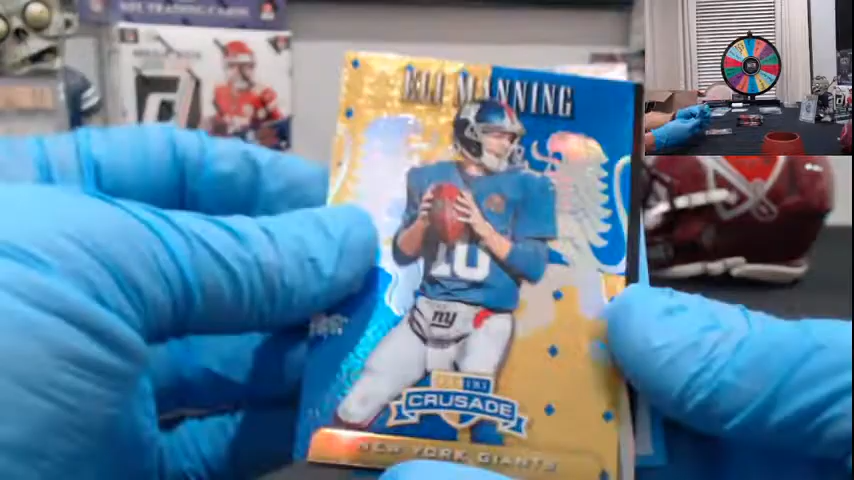 ELI MANNING
10
ny
PANINI
CRUSADE
NEW YORK GIANTS